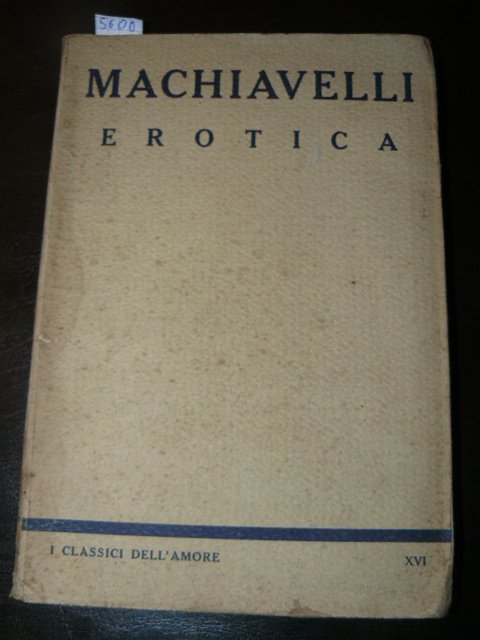 5600
MACHIAVELLI
EROTICA
I CLASSICI DELL'AMORE
XVI